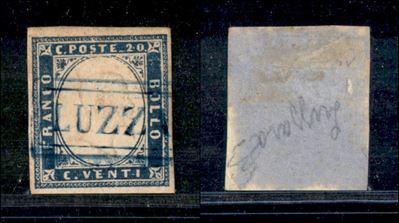 C. POSTE. 20
FRANCO
BOLLO
LUZZ
C. VENTI